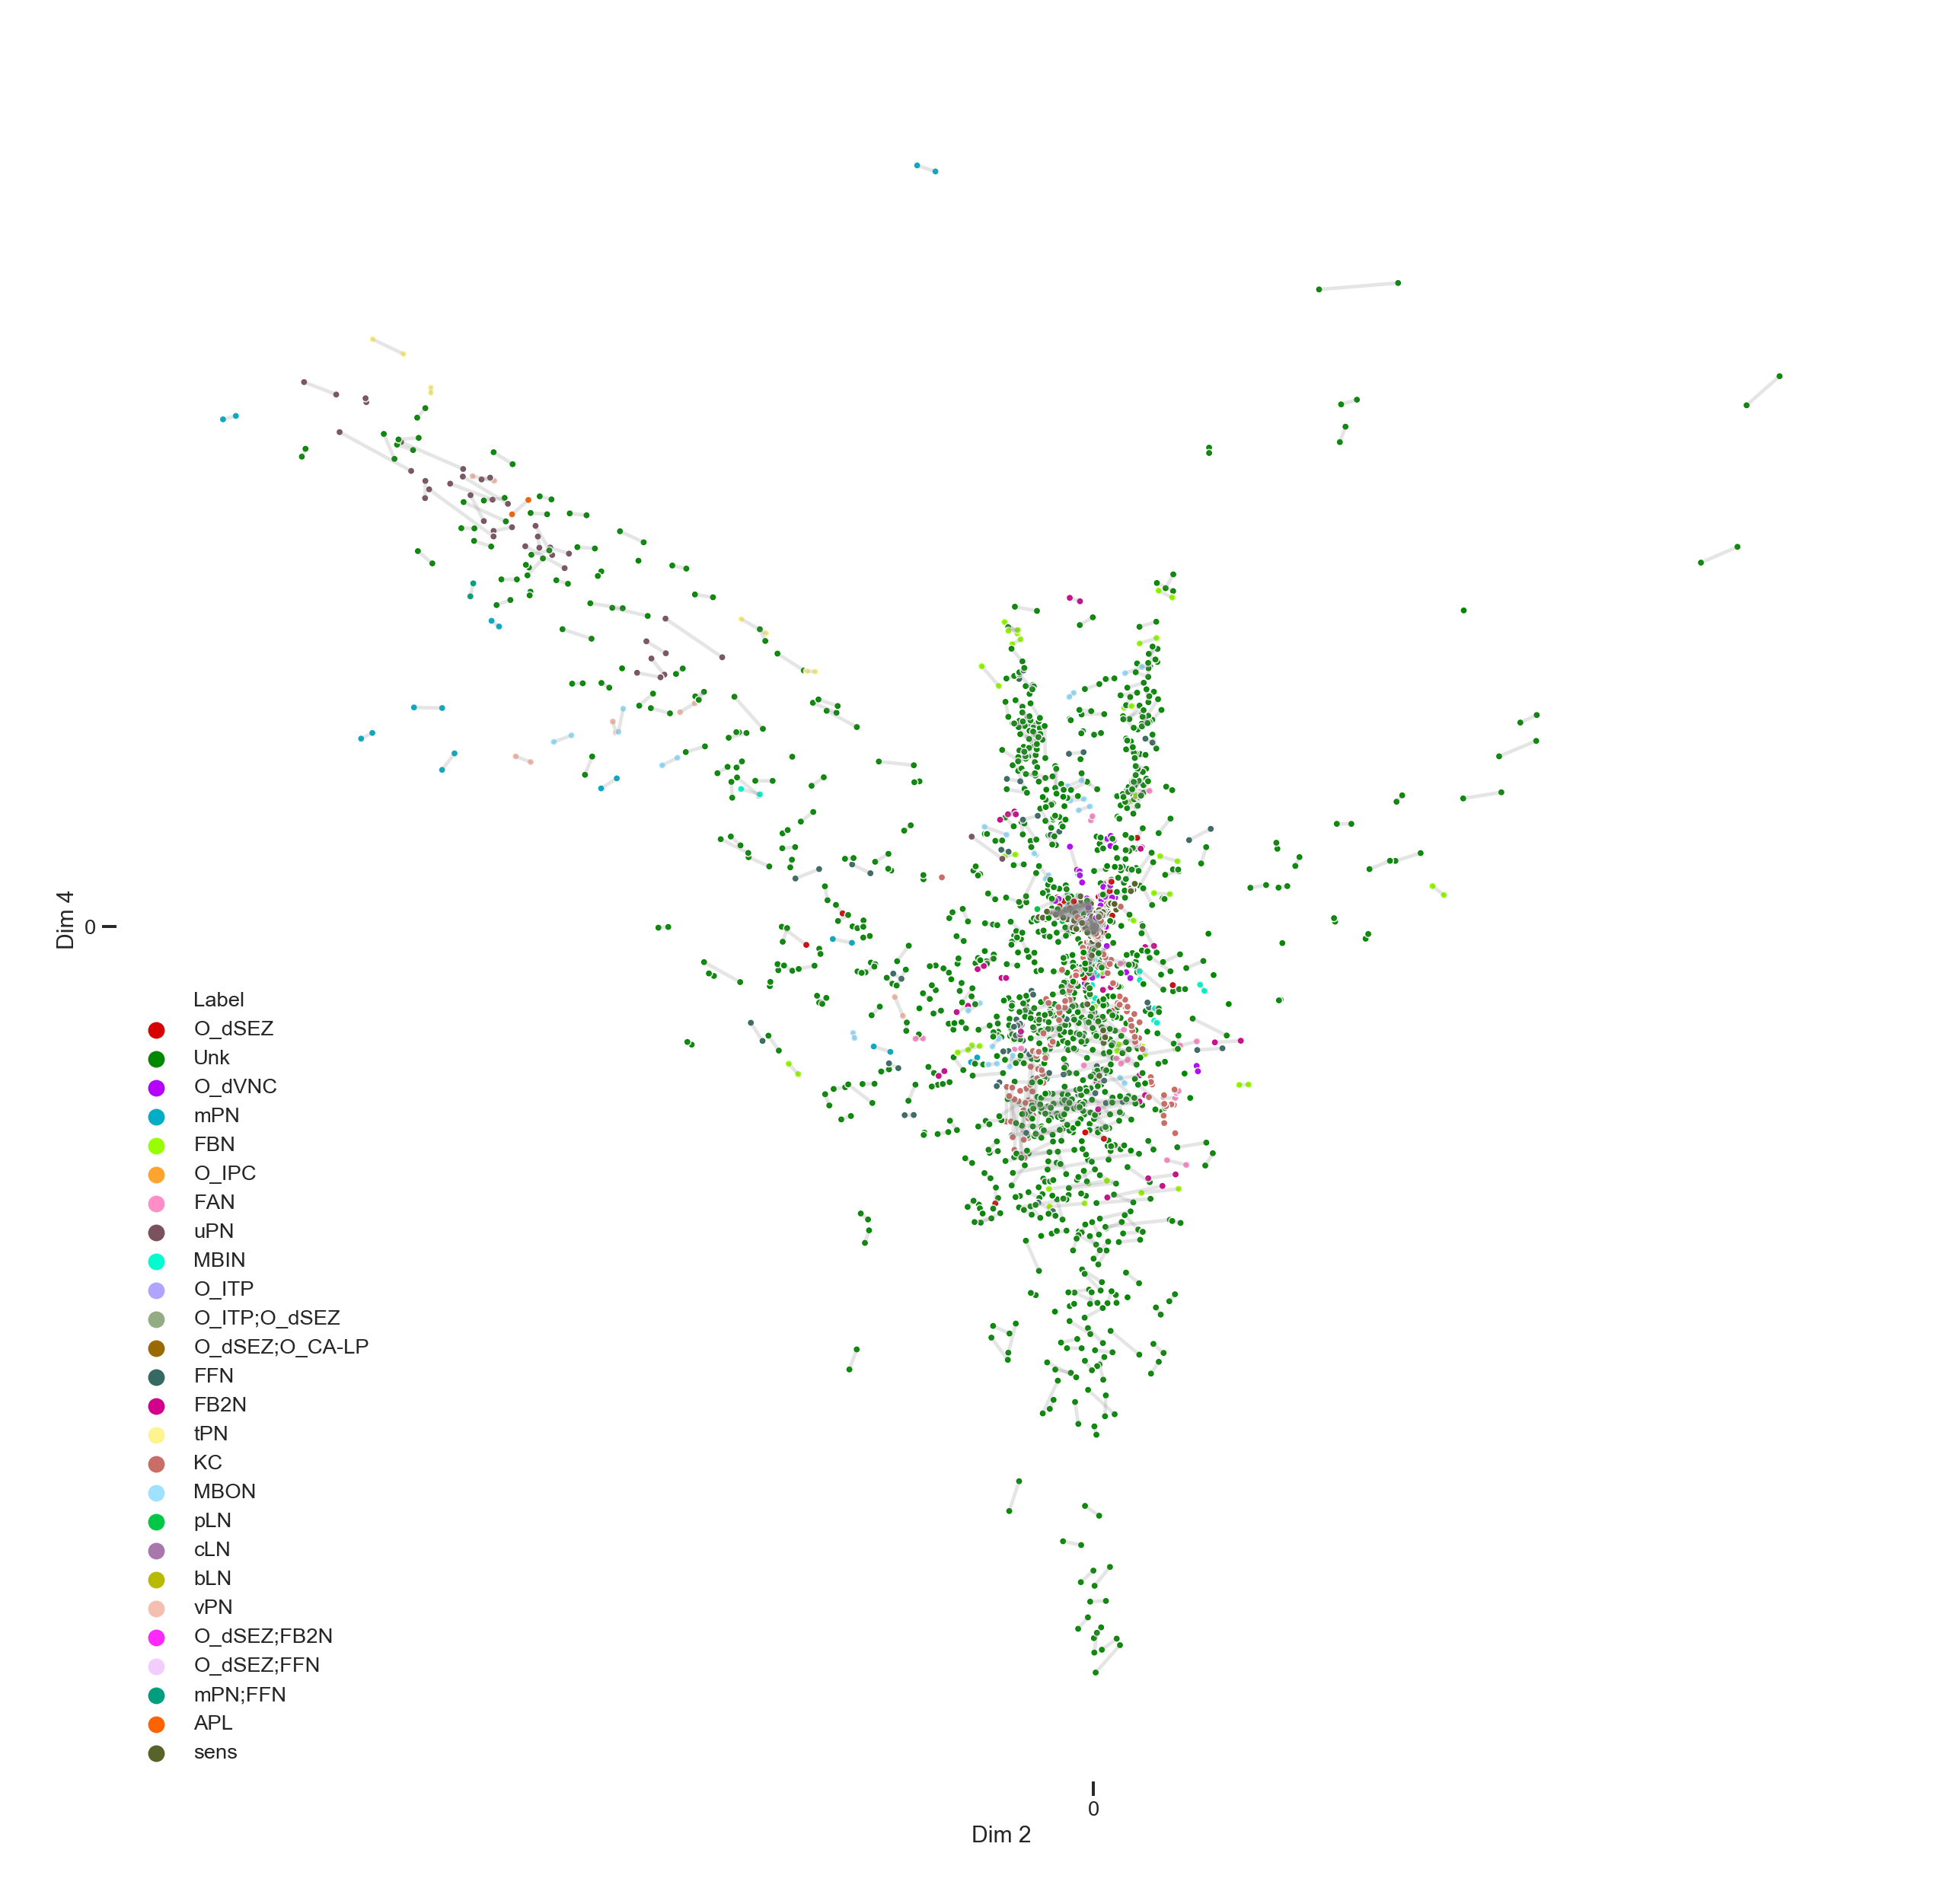 Dim 4
0
Label
O_dSEZ
Unk
O_dVNC
mPN
FBN
O_IPC
FAN
uPN
MBIN
O_ITP
O_ITP;O_dSEZ
O_dSEZ;O_CA-LP
FFN
FB2N
tPN
KC
MBON
pLN
cLN
bLN
vPN
O_dSEZ;FB2N
O_dSEZ;FFN
mPN;FFN
APL
sens
0
Dim 2